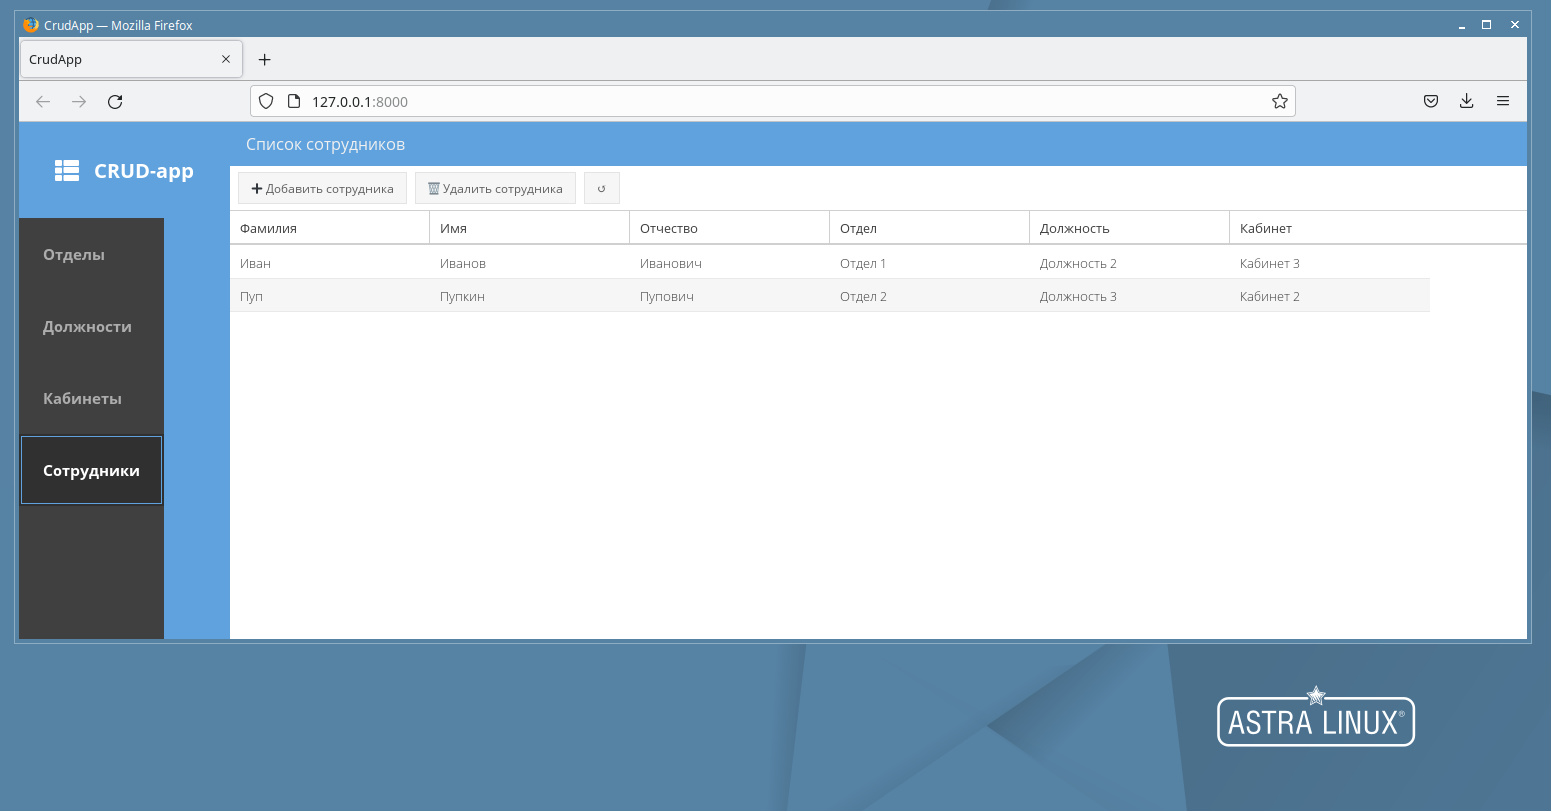 CrudApp — Mozilla Firefox
CrudApp
127.0.0.1:8000
CRUD-app
Список сотрудников
Добавить сотрудника Удалить сотрудника
Фамилия Имя Отчество Отдел Должность Кабинет
Иван Иванов Иванович Отдел 1 Должность 2 Кабинет 3
Пуп Пупкин Пупович Отдел 2 Должность 3 Кабинет 2
Отделы
Должности
Кабинеты
Сотрудники
ASTRA LINUX®